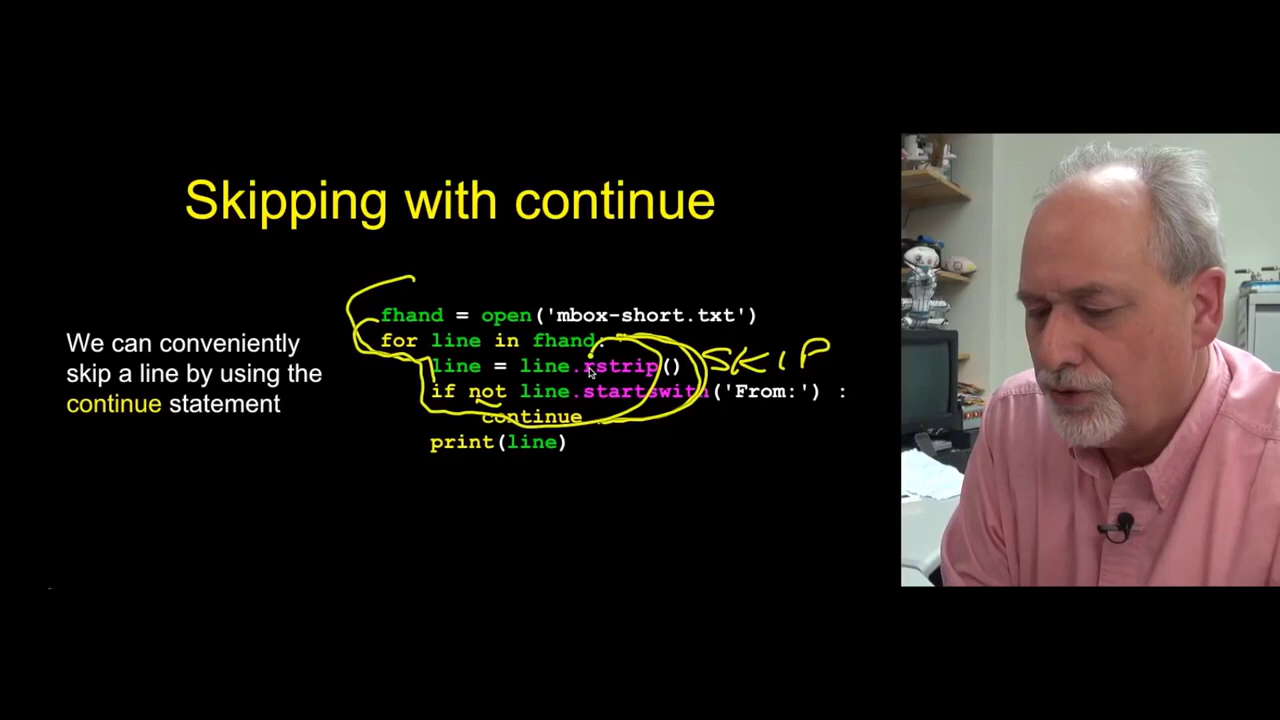 Skipping with continue
We can conveniently
skip a line by using the
continue statement
fhand = open('mbox-short.txt')
for line in fhand:
line = line.rstrip()
if not line.startswith('From:') :
continue
print(line)
SKIP